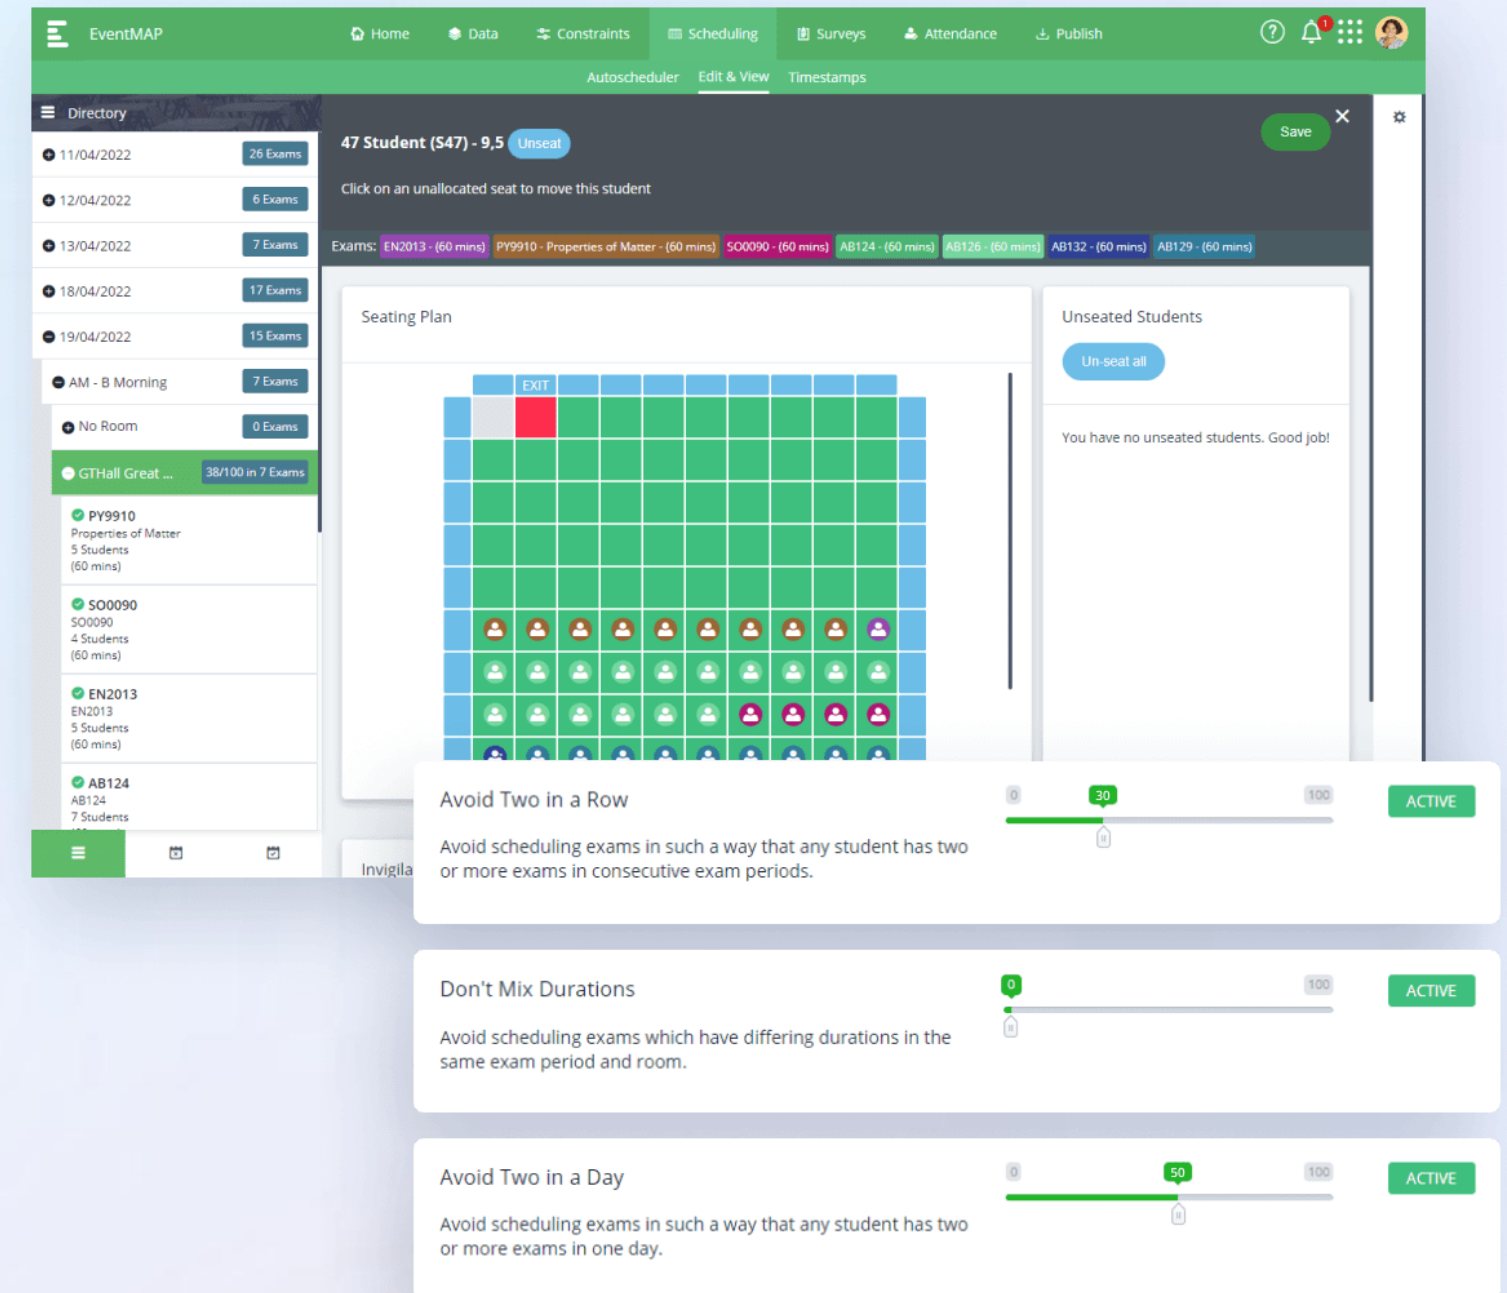 EventMAP
Home
Data
Constraints
Scheduling
Surveys
Attendance
Publish
?
1
Autoscheduler
Edit & View
Timestamps
Directory
11/04/2022
26 Exams
12/04/2022
6 Exams
13/04/2022
7 Exams
18/04/2022
17 Exams
19/04/2022
15 Exams
AM - B Morning
7 Exams
No Room
0 Exams
GTHall Great ...
38/100 in 7 Exams
PY9910
Properties of Matter
5 Students
(60 mins)
SO0090
SO0090
4 Students
(60 mins)
EN2013
EN2013
5 Students
(60 mins)
AB124
AB124
7 Students
47 Student (S47) - 9,5
Unseat
Save
Click on an unallocated seat to move this student
Exams:
EN2013 - (60 mins)
PY9910 - Properties of Matter - (60 mins)
SO0090 - (60 mins)
AB124 - (60 mins)
AB126 - (60 mins)
AB132 - (60 mins)
AB129 - (60 mins)
Seating Plan
EXIT
Unseated Students
Un-seat all
You have no unseated students. Good job!
Invigila
Avoid Two in a Row
0
30
100
ACTIVE
Avoid scheduling exams in such a way that any student has two
or more exams in consecutive exam periods.
Don't Mix Durations
0
100
ACTIVE
Avoid scheduling exams which have differing durations in the
same exam period and room.
Avoid Two in a Day
0
50
100
ACTIVE
Avoid scheduling exams in such a way that any student has two
or more exams in one day.